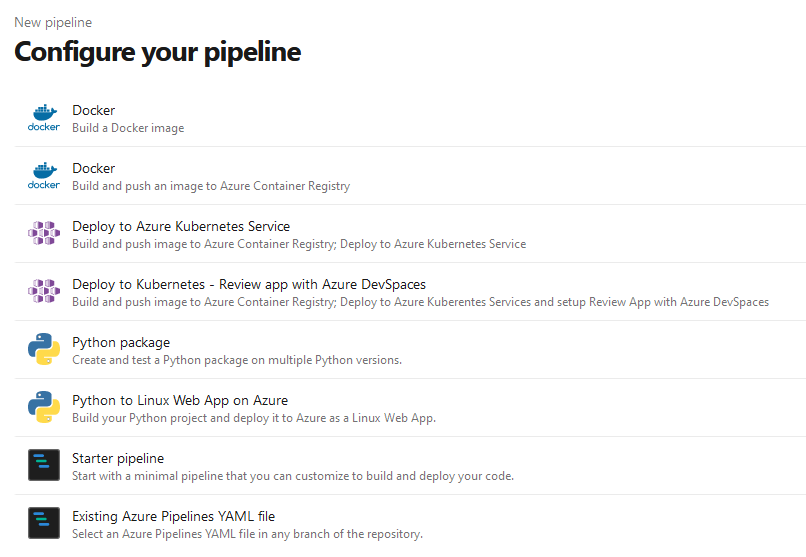 New pipeline
Configure your pipeline
docker
Docker
Build a Docker image
docker
Docker
Build and push an image to Azure Container Registry
Deploy to Azure Kubernetes Service
Build and push image to Azure Container Registry; Deploy to Azure Kubernetes Service
Deploy to Kubernetes - Review app with Azure DevSpaces
Build and push image to Azure Container Registry; Deploy to Azure Kuberentes Services and setup Review App with Azure DevSpaces
Python package
Create and test a Python package on multiple Python versions.
Python to Linux Web App on Azure
Build your Python project and deploy it to Azure as a Linux Web App.
Starter pipeline
Start with a minimal pipeline that you can customize to build and deploy your code.
Existing Azure Pipelines YAML file
Select an Azure Pipelines YAML file in any branch of the repository.